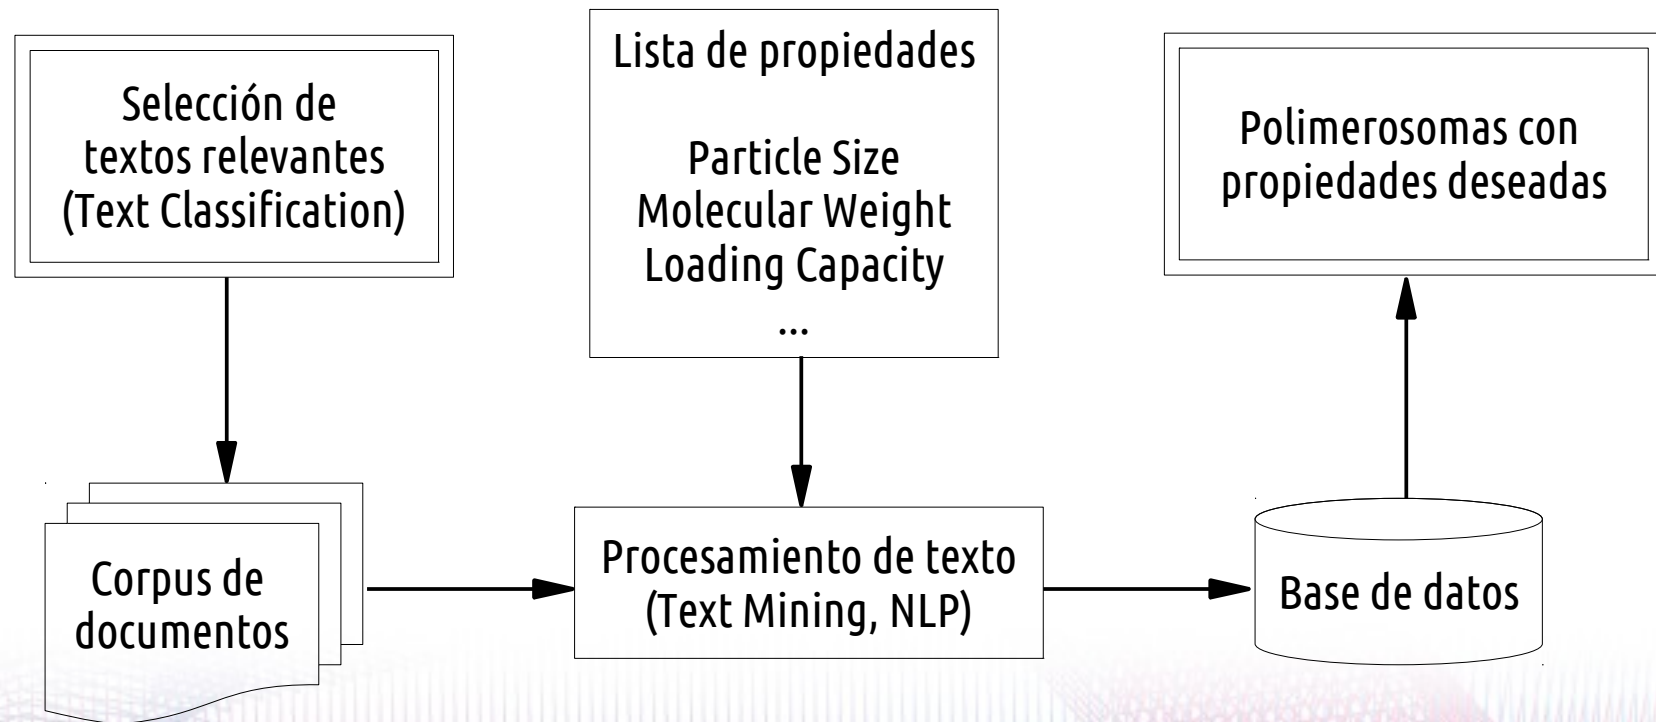 Selección de
textos relevantes
(Text Classification)
Lista de propiedades
Particle Size
Molecular Weight
Loading Capacity
...
Polimerosomas con
propiedades deseadas
Corpus de
documentos
Procesamiento de texto
(Text Mining, NLP)
Base de datos